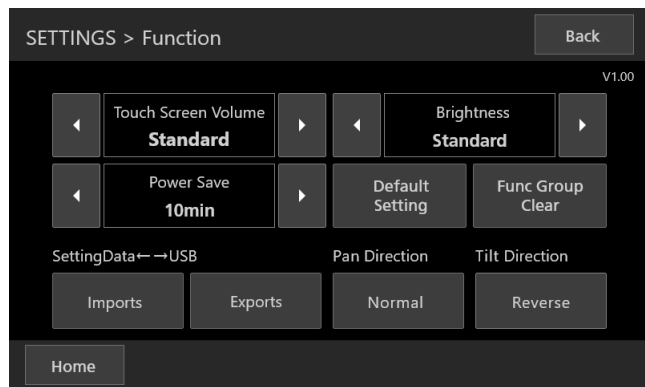 SETTINGS > Function
Back
V1.00
Touch Screen Volume
Standard
Brightness
Standard
Power Save
10min
Default
Setting
Func Group
Clear
SettingData←→USB
Pan Direction
Tilt Direction
Imports
Exports
Normal
Reverse
Home